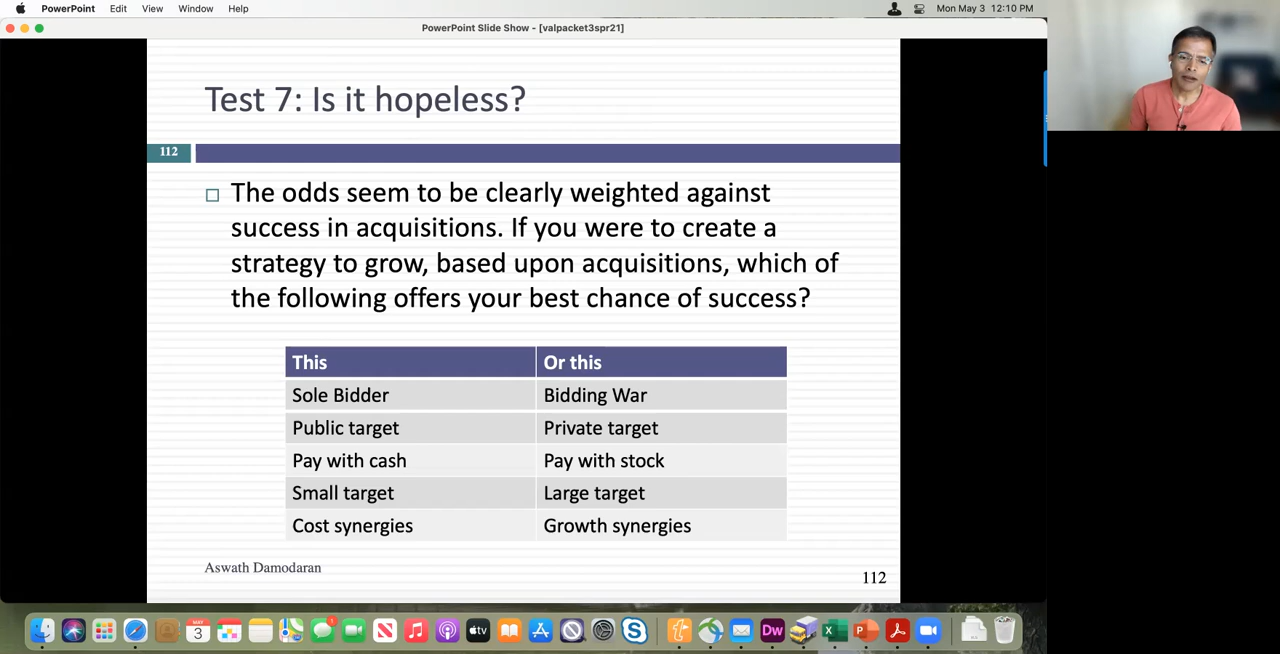 PowerPoint Edit View Window Help Mon May 3 12:10 PM
PowerPoint Slide Show - [valpacket3spr21]
Test 7: Is it hopeless?
112
The odds seem to be clearly weighted against
success in acquisitions. If you were to create a
strategy to grow, based upon acquisitions, which of
the following offers your best chance of success?
This Or this
Sole Bidder Bidding War
Public target Private target
Pay with cash Pay with stock
Small target Large target
Cost synergies Growth synergies
Aswath Damodaran
112
MAY
3
tv
Dw